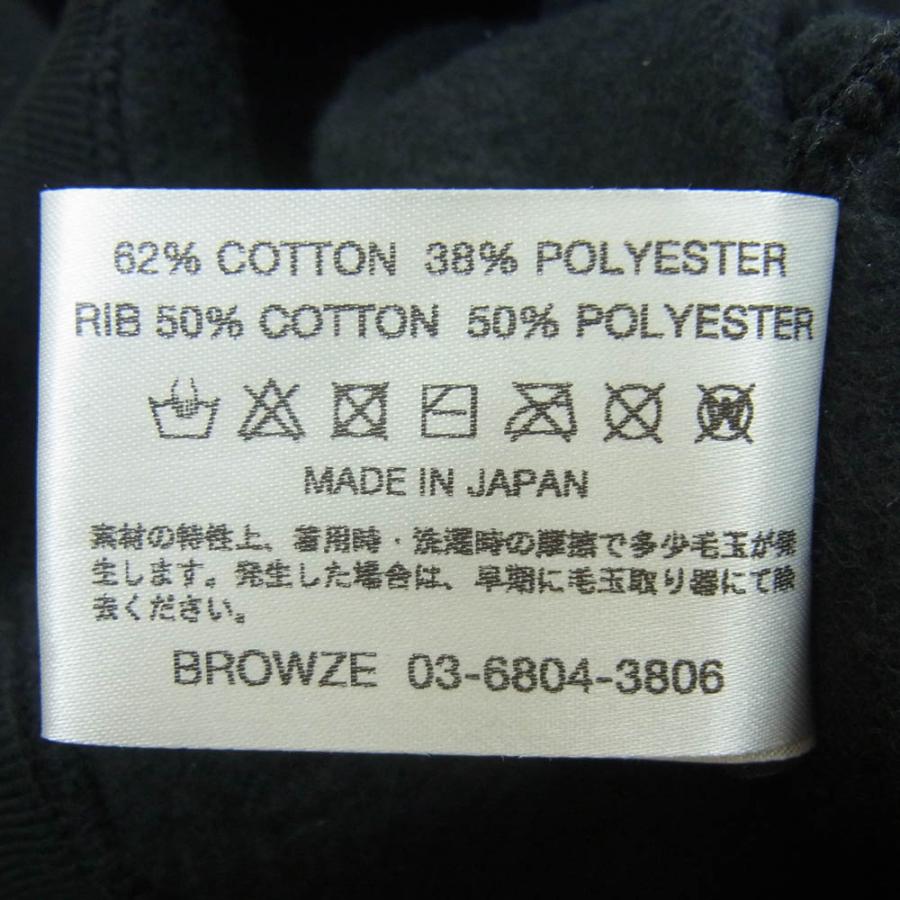 62% COTTON 38% POLYESTER
RIB 50% COTTON 50% POLYESTER
W
MADE IN JAPAN
素材の特性上、着用時・洗濯時の摩擦で多少毛玉が発
生します。発生した場合は、早期に毛玉取り器にて除
去ください。
BROWZE 03-6804-3806